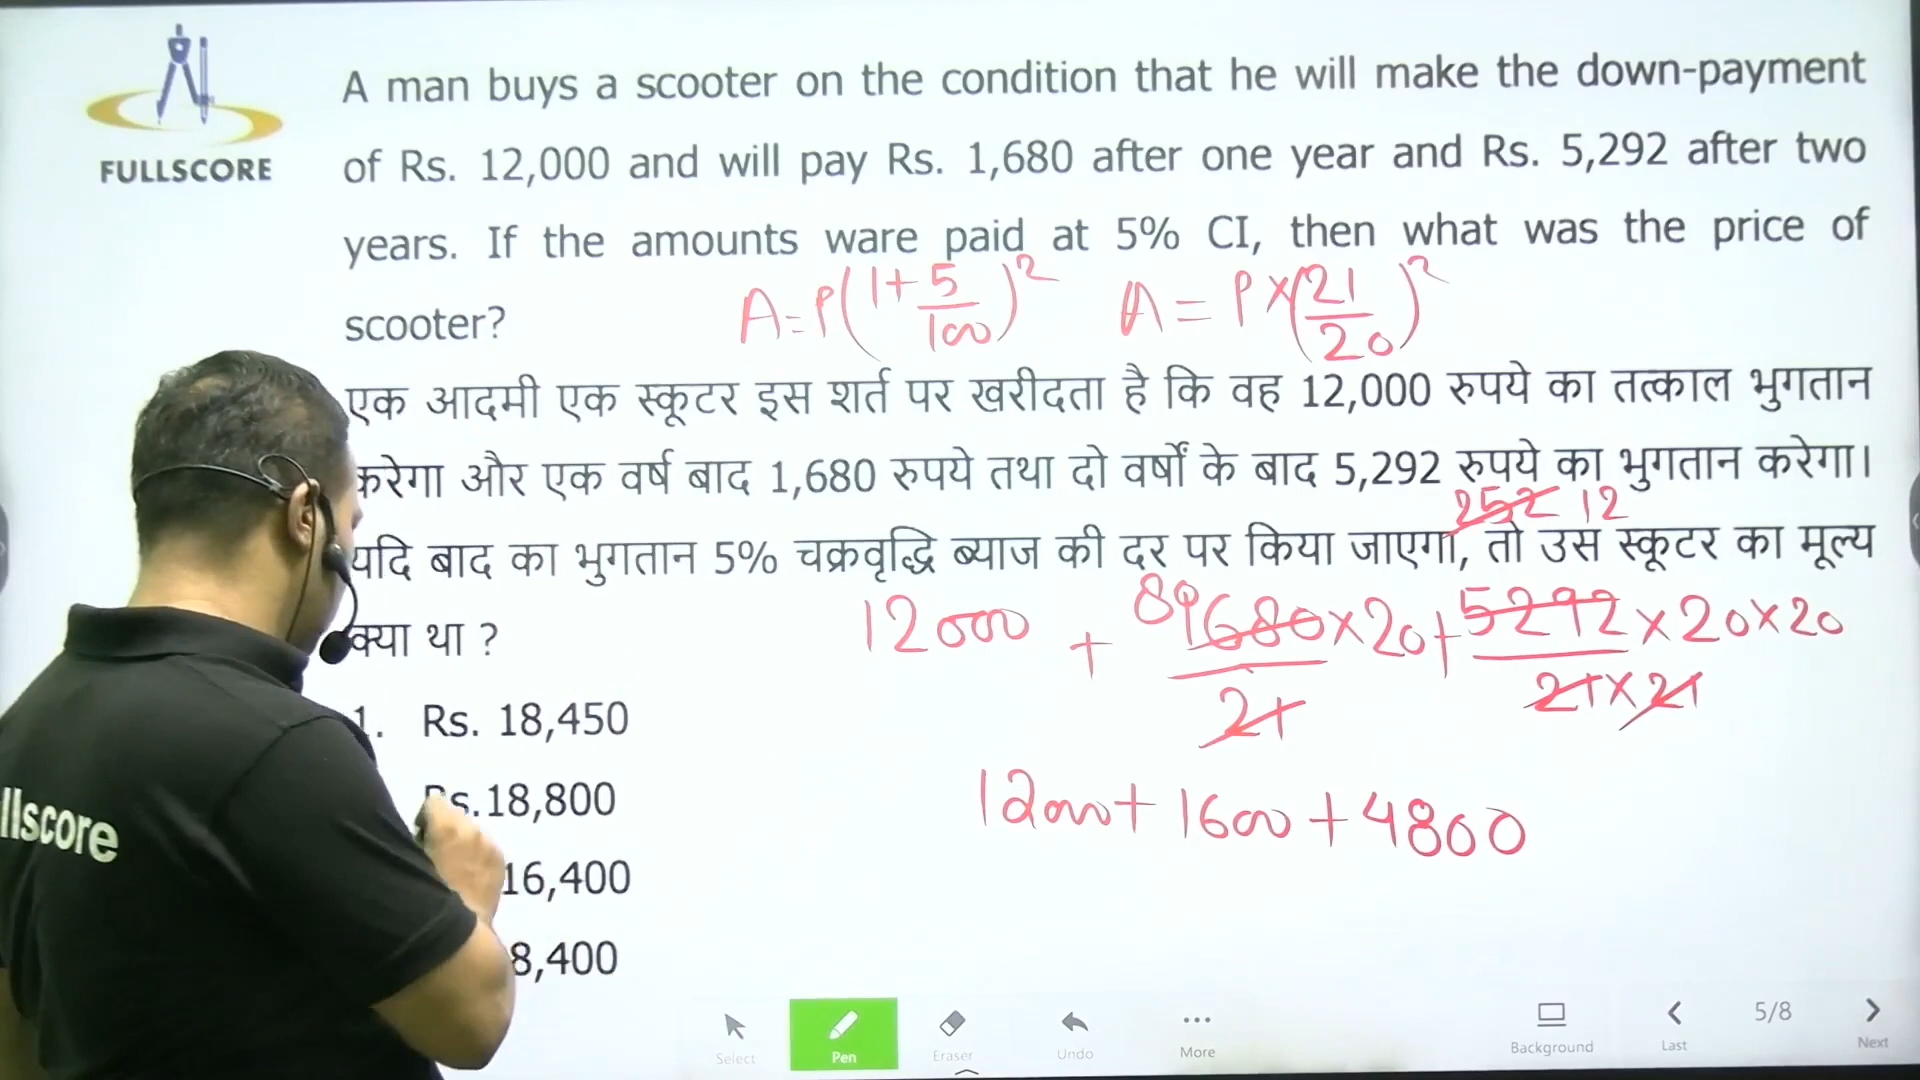 FULLSCORE
A man buys a scooter on the condition that he will make the down-payment
of Rs. 12,000 and will pay Rs. 1,680 after one year and Rs. 5,292 after two
years. If the amounts ware paid at 5% CI, then what was the price of
scooter?
A=P(1+5/100)² A=P×(21/20)²
एक आदमी एक स्कूटर इस शर्त पर खरीदता है कि वह 12,000 रुपये का तत्काल भुगतान
करेगा और एक वर्ष बाद 1,680 रुपये तथा दो वर्षों के बाद 5,292 रुपये का भुगतान करेगा।
252 12
यदि बाद का भुगतान 5% चक्रवृद्धि ब्याज की दर पर किया जाएगा, तो उस स्कूटर का मूल्य
क्या था ?
12000 + 1680×20/21 + 5292×20×20/21×21
1. Rs. 18,450
Rs.18,800
12000+1600+4800
16,400
8,400
llscore
Select Pen Eraser Undo More Background Last 5/8 Next